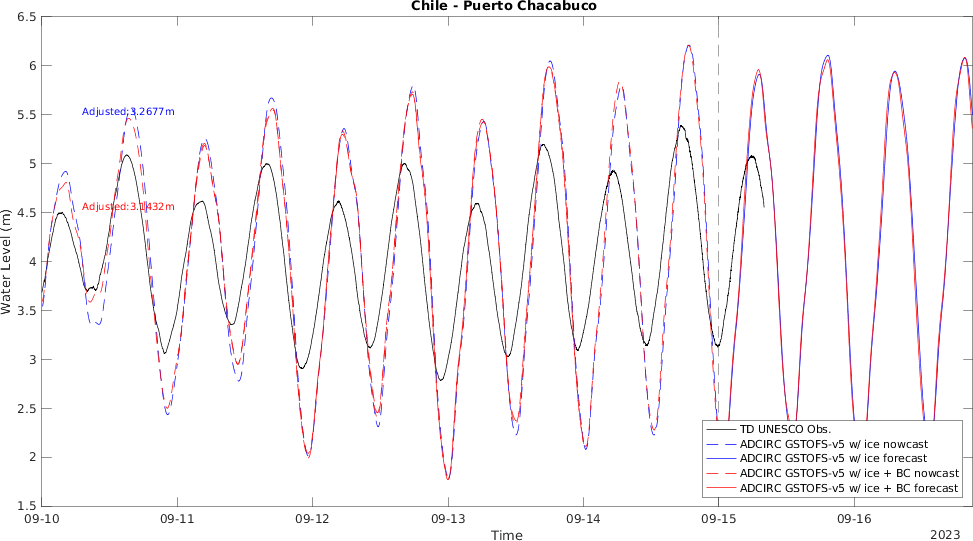 Chile - Puerto Chacabuco
Water Level (m)
6.5
6
5.5
5
4.5
4
3.5
3
2.5
2
1.5
Adjusted:3.2677m
Adjusted:3.1432m
TD UNESCO Obs.
ADCIRC GSTOFS-v5 w/ ice nowcast
ADCIRC GSTOFS-v5 w/ ice forecast
ADCIRC GSTOFS-v5 w/ ice + BC nowcast
ADCIRC GSTOFS-v5 w/ ice + BC forecast
09-10 09-11 09-12 09-13 09-14 09-15 09-16
Time
2023